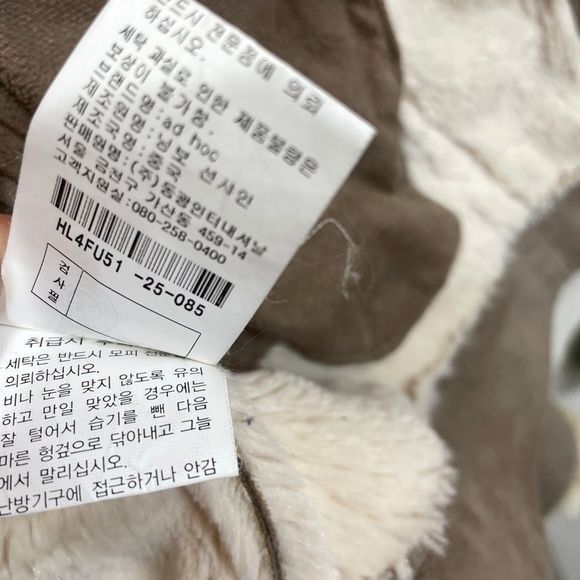 반드시 전문점에 의뢰
하십시오.
세탁 과실로 인한 제품불량은
보상이 불가함.
브랜드명:ad hoc
제조원명:닝보 선샤인
제조국명:중국
판매원명:(주)동광인터내셔날
서울 금천구 가산동 459-14
고객지원실:080-258-0400
HL4FU51 -25-085
검사필
취급시
세탁은 반드시 모피 전문
의뢰하십시오.
비나 눈을 맞지 않도록 유의
하고 만일 맞았을 경우에는
잘 털어서 습기를 뺀 다음
마른 헝겊으로 닦아내고 그늘
에서 말리십시오.
난방기구에 접근하거나 안감